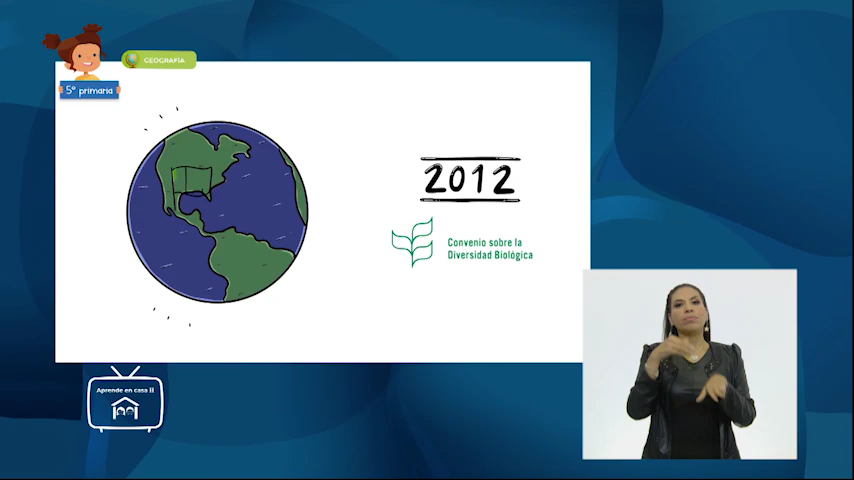 GEOGRAFÍA
5° primaria
2012
Convenio sobre la
Diversidad Biológica
Aprende en casa II